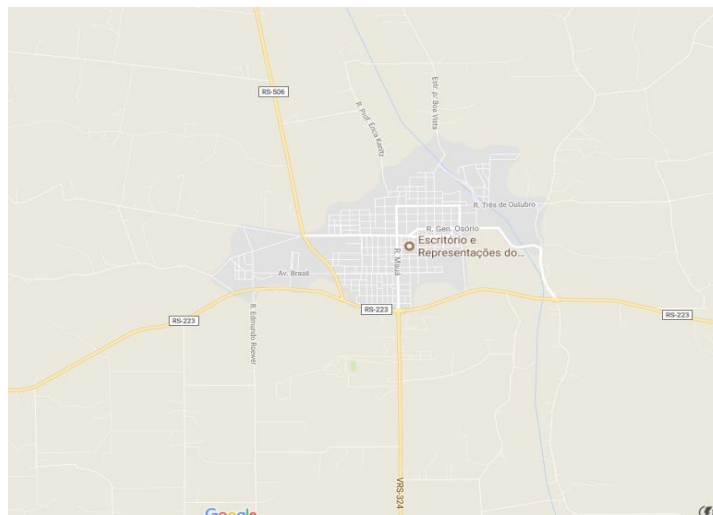 RS-506
R. Prof. Erica Kanitz
Estr. p/ Boa Vista
R. Três de Outubro
R. Gen. Osório
Escritório e
Representações do...
R. Mauá
Av. Brasil
RS-223
RS-223
RS-223
R. Edmundo Roewer
VRS-324
Google